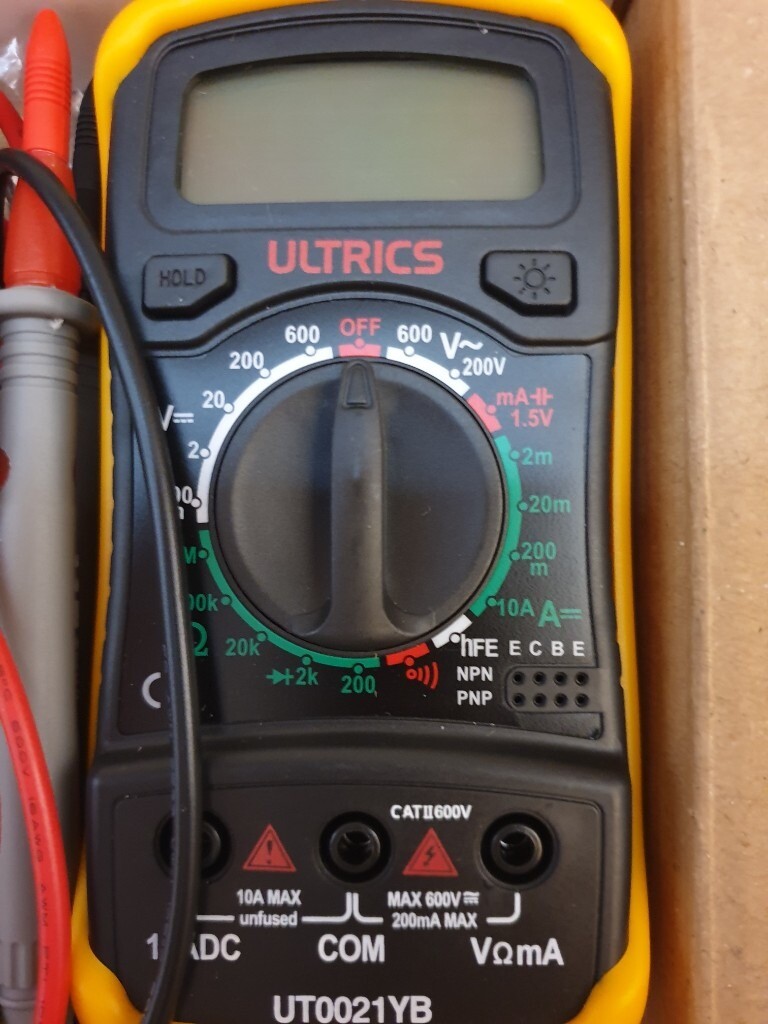 HOLD
ULTRICS
OFF
600
600
V~
200
200V
20
mA
1.5V
V⎓
2
2m
20m
200
m
10A A⎓
00k
Ω
20k
2k
200
hFE E C B E
NPN
PNP
CATII600V
10A MAX
unfused
MAX 600V
200mA MAX
COM
VΩmA
UT0021YB